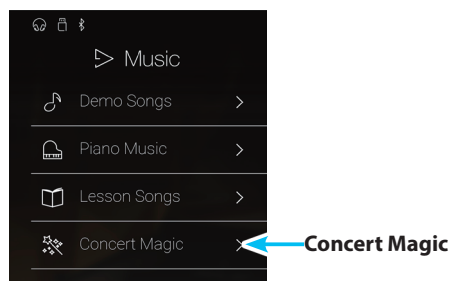 Music
Demo Songs
Piano Music
Lesson Songs
Concert Magic
Concert Magic